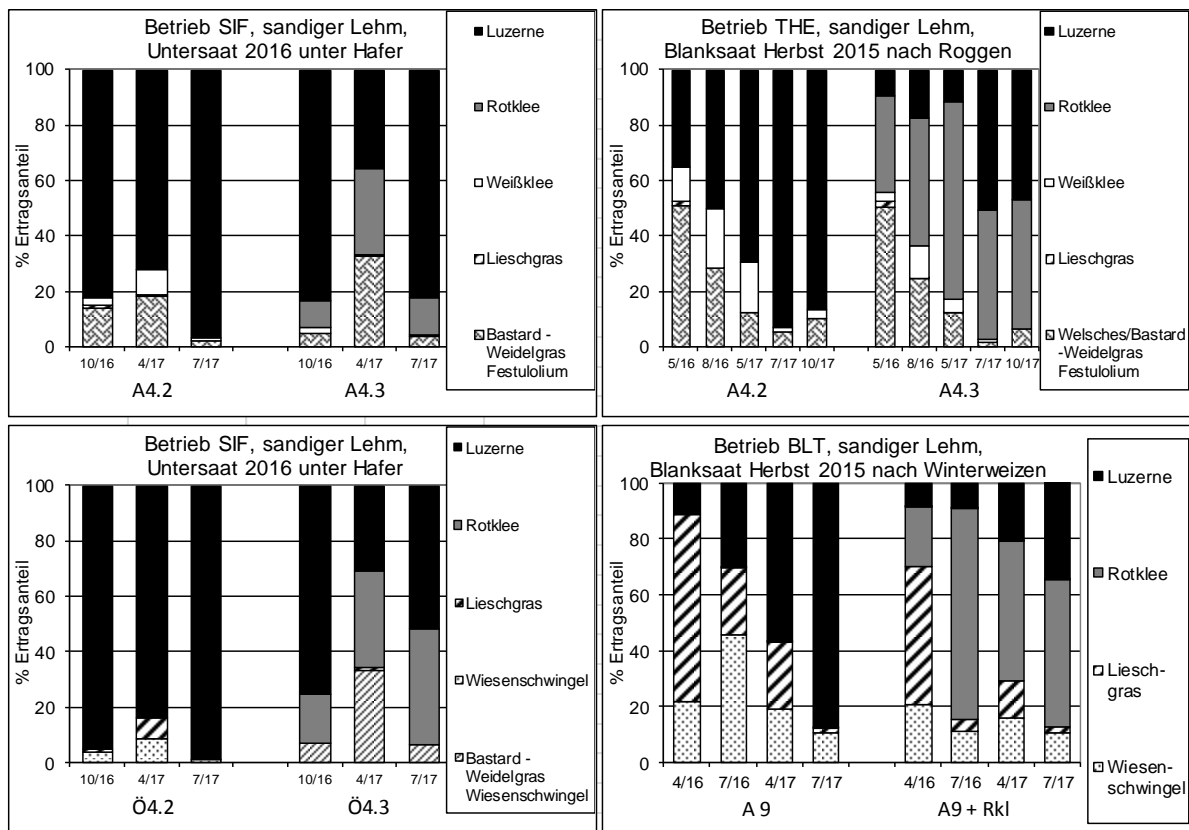 Betrieb SIF, sandiger Lehm,
Untersaat 2016 unter Hafer
% Ertragsanteil
100
80
60
40
20
0
10/16 4/17 7/17 10/16 4/17 7/17
A4.2 A4.3
Luzerne
Rotklee
Weißklee
Lieschgras
Bastard -
Weidelgras
Festulolium
Betrieb THE, sandiger Lehm,
Blanksaat Herbst 2015 nach Roggen
% Ertragsanteil
100
80
60
40
20
0
5/16 8/16 5/17 7/17 10/17 5/16 8/16 5/17 7/17 10/17
A4.2 A4.3
Luzerne
Rotklee
Weißklee
Lieschgras
Welsches/Bastard
-Weidelgras
Festulolium
Betrieb SIF, sandiger Lehm,
Untersaat 2016 unter Hafer
% Ertragsanteil
100
80
60
40
20
0
10/16 4/17 7/17 10/16 4/17 7/17
Ö4.2 Ö4.3
Luzerne
Rotklee
Lieschgras
Wiesenschwingel
Bastard -
Weidelgras
Wiesenschwingel
Betrieb BLT, sandiger Lehm,
Blanksaat Herbst 2015 nach Winterweizen
% Ertragsanteil
100
80
60
40
20
0
4/16 7/16 4/17 7/17 4/16 7/16 4/17 7/17
A 9 A9 + Rkl
Luzerne
Rotklee
Liesch-
gras
Wiesen
schwingel